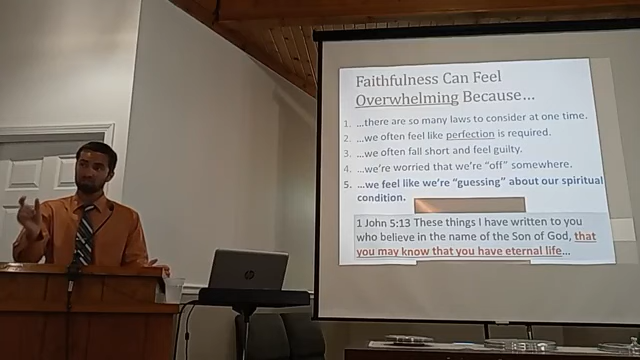 Faithfulness Can Feel
Overwhelming Because...
1. ...there are so many laws to consider at one time.
2. ...we often feel like perfection is required.
3. ...we often fall short and feel guilty.
4. ...we're worried that we're "off" somewhere.
5. ...we feel like we're "guessing" about our spiritual
condition.
1 John 5:13 These things I have written to you
who believe in the name of the Son of God, that
you may know that you have eternal life...
hp